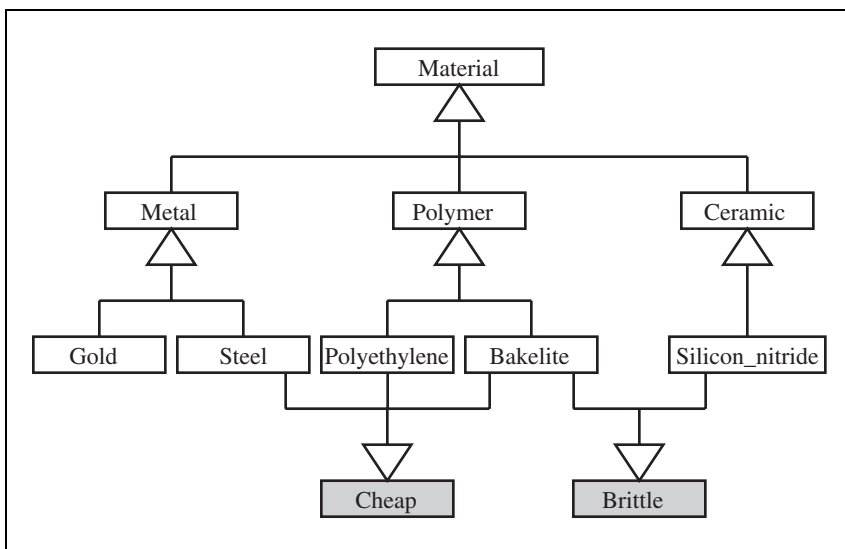 Material
Metal Polymer Ceramic
Gold Steel Polyethylene Bakelite Silicon_nitride
Cheap Brittle